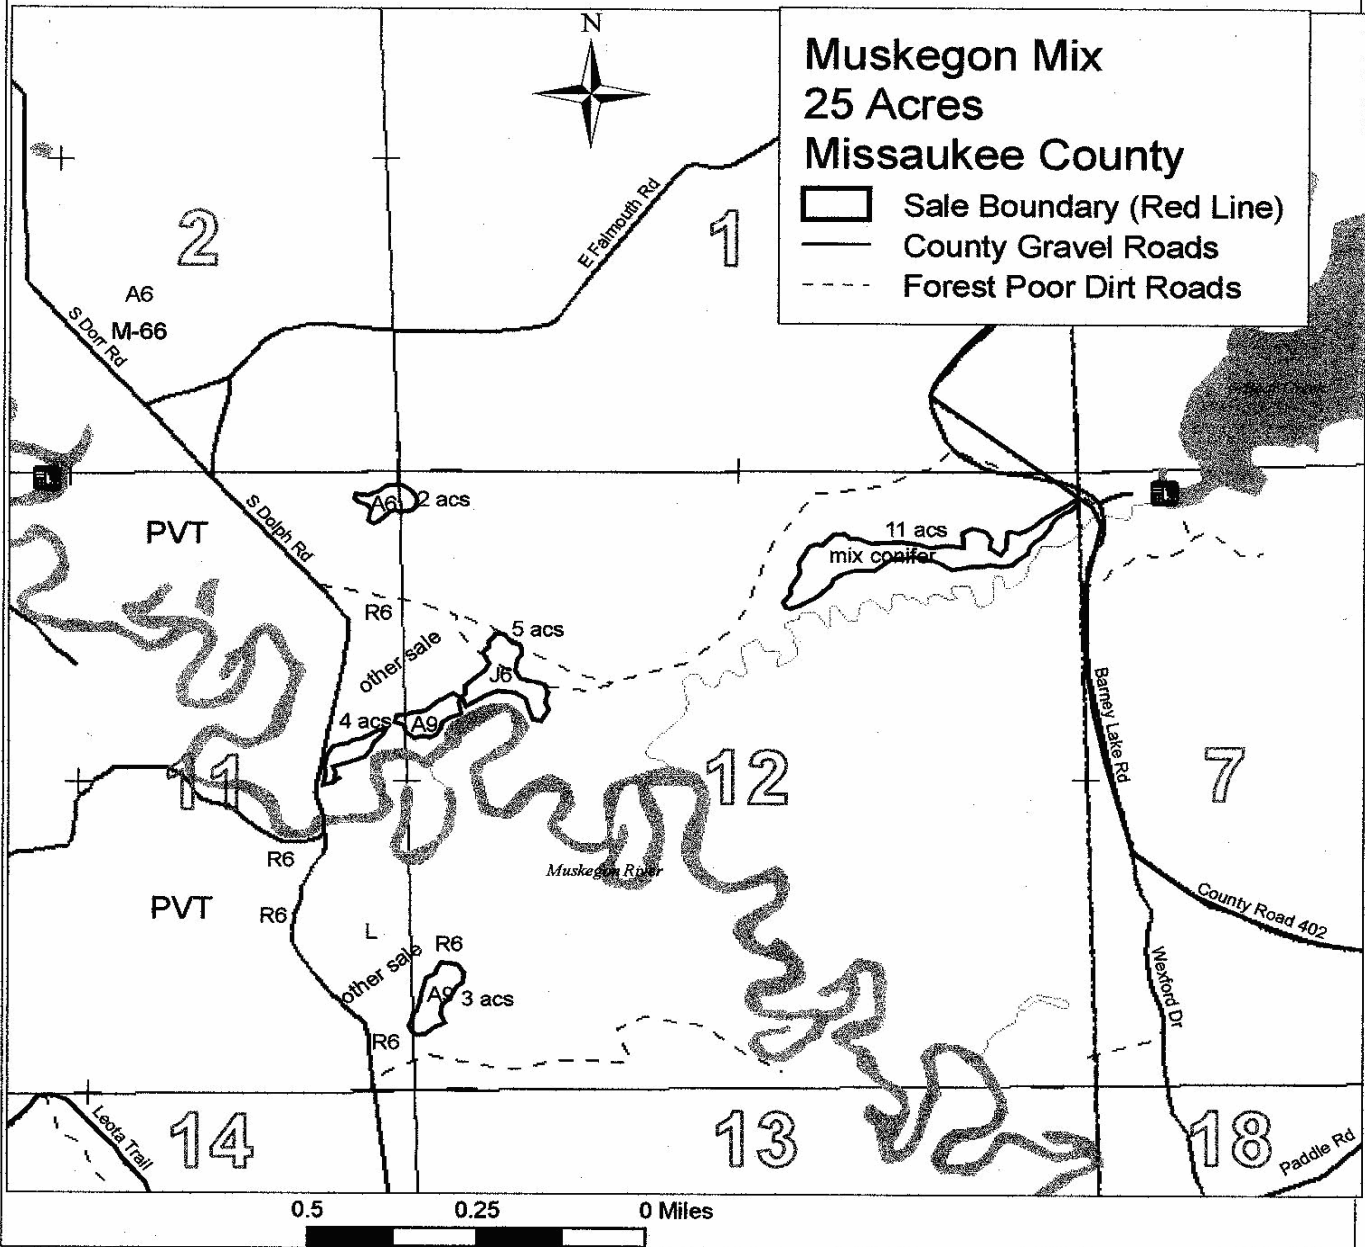 N
Muskegon Mix
25 Acres
Missaukee County
Sale Boundary (Red Line)
County Gravel Roads
Forest Poor Dirt Roads
2
1
E Falmouth Rd
A6
M-66
S Dorr Rd
A6
2 acs
PVT
S Dolph Rd
11 acs
mix conifer
R6
other sale
5 acs
J6
4 acs
A9
Barney Lake Rd
11
12
7
R6
Muskegon River
PVT
R6
County Road 402
L
R6
other sale
A9
3 acs
Wexford Dr
R6
14
13
18
Leota Trail
Paddle Rd
0.5
0.25
0 Miles